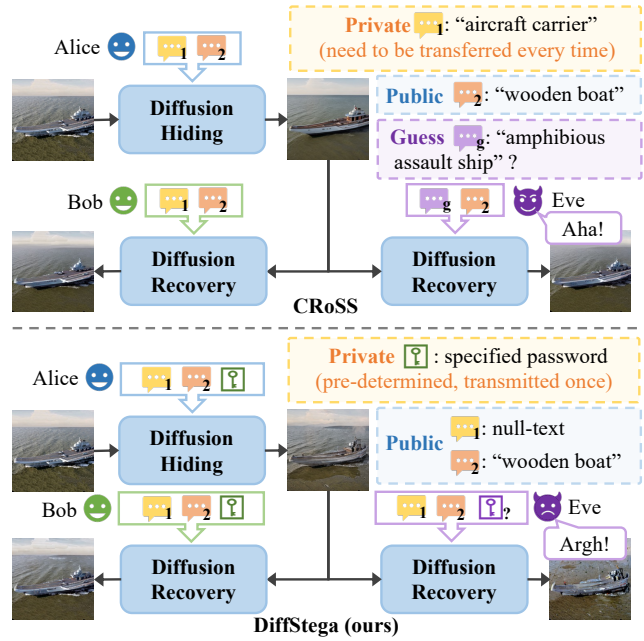 Alice
1
2
Private 1: “aircraft carrier”
(need to be transferred every time)
Diffusion
Hiding
Public 2: “wooden boat”
Guess g: “amphibious
assault ship” ?
Bob
1
2
g
2
Eve
Aha!
Diffusion
Recovery
Diffusion
Recovery
CRoSS
Alice
1
2
Private : specified password
(pre-determined, transmitted once)
Diffusion
Hiding
Public
1: null-text
2: “wooden boat”
Bob
1
2
1
2
?
Eve
Argh!
Diffusion
Recovery
Diffusion
Recovery
DiffStega (ours)